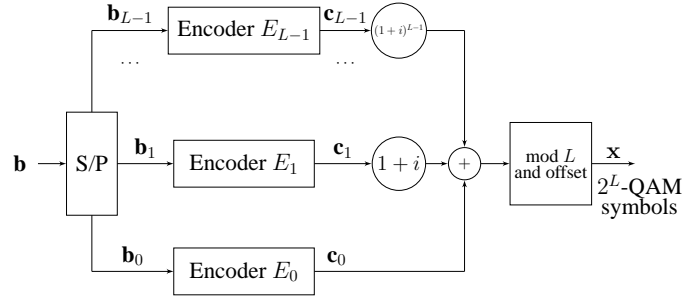 b_{L−1} Encoder E_{L−1} c_{L−1} (1+i)^{L−1}
... ...
b S/P b_1 Encoder E_1 c_1 1 + i + mod L
and offset x
2^L-QAM
symbols
b_0 Encoder E_0 c_0